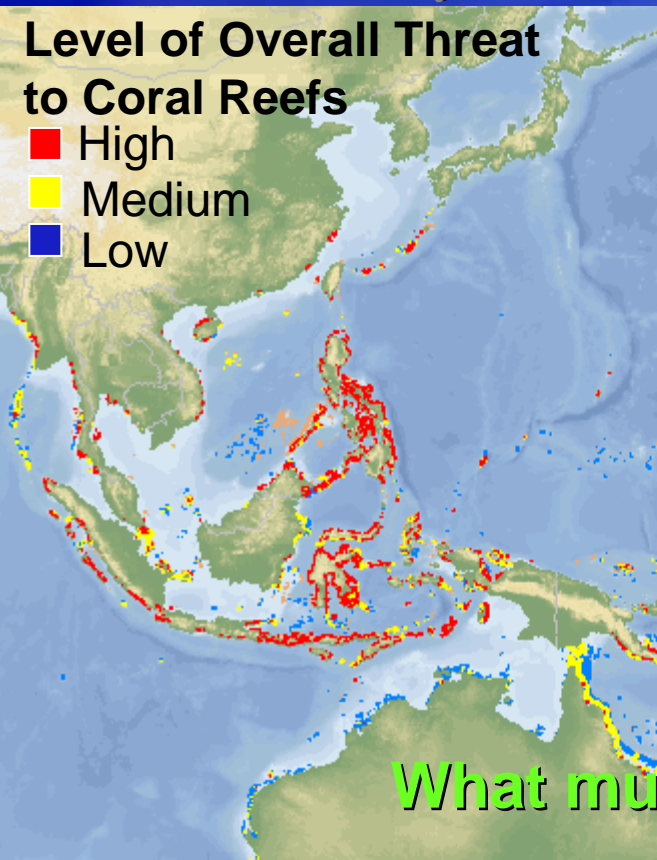 Level of Overall Threat
to Coral Reefs
High
Medium
Low
What mu